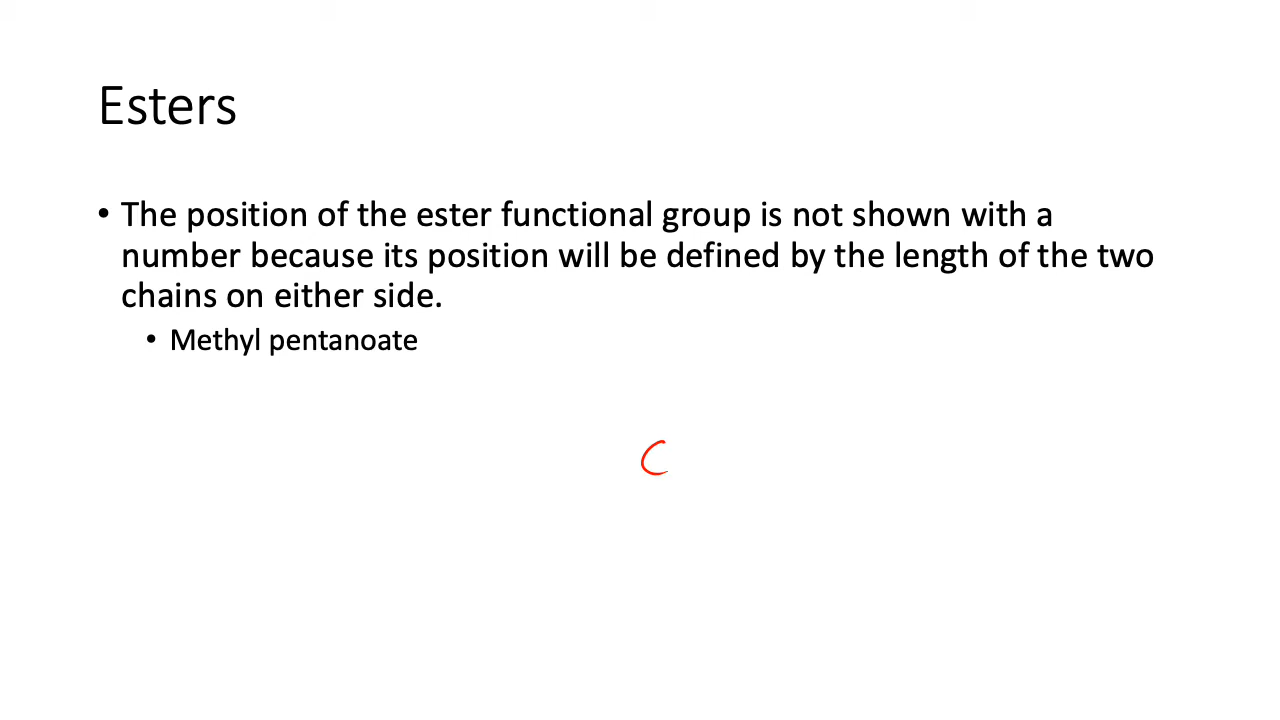 Esters
• The position of the ester functional group is not shown with a
number because its position will be defined by the length of the two
chains on either side.
• Methyl pentanoate
C